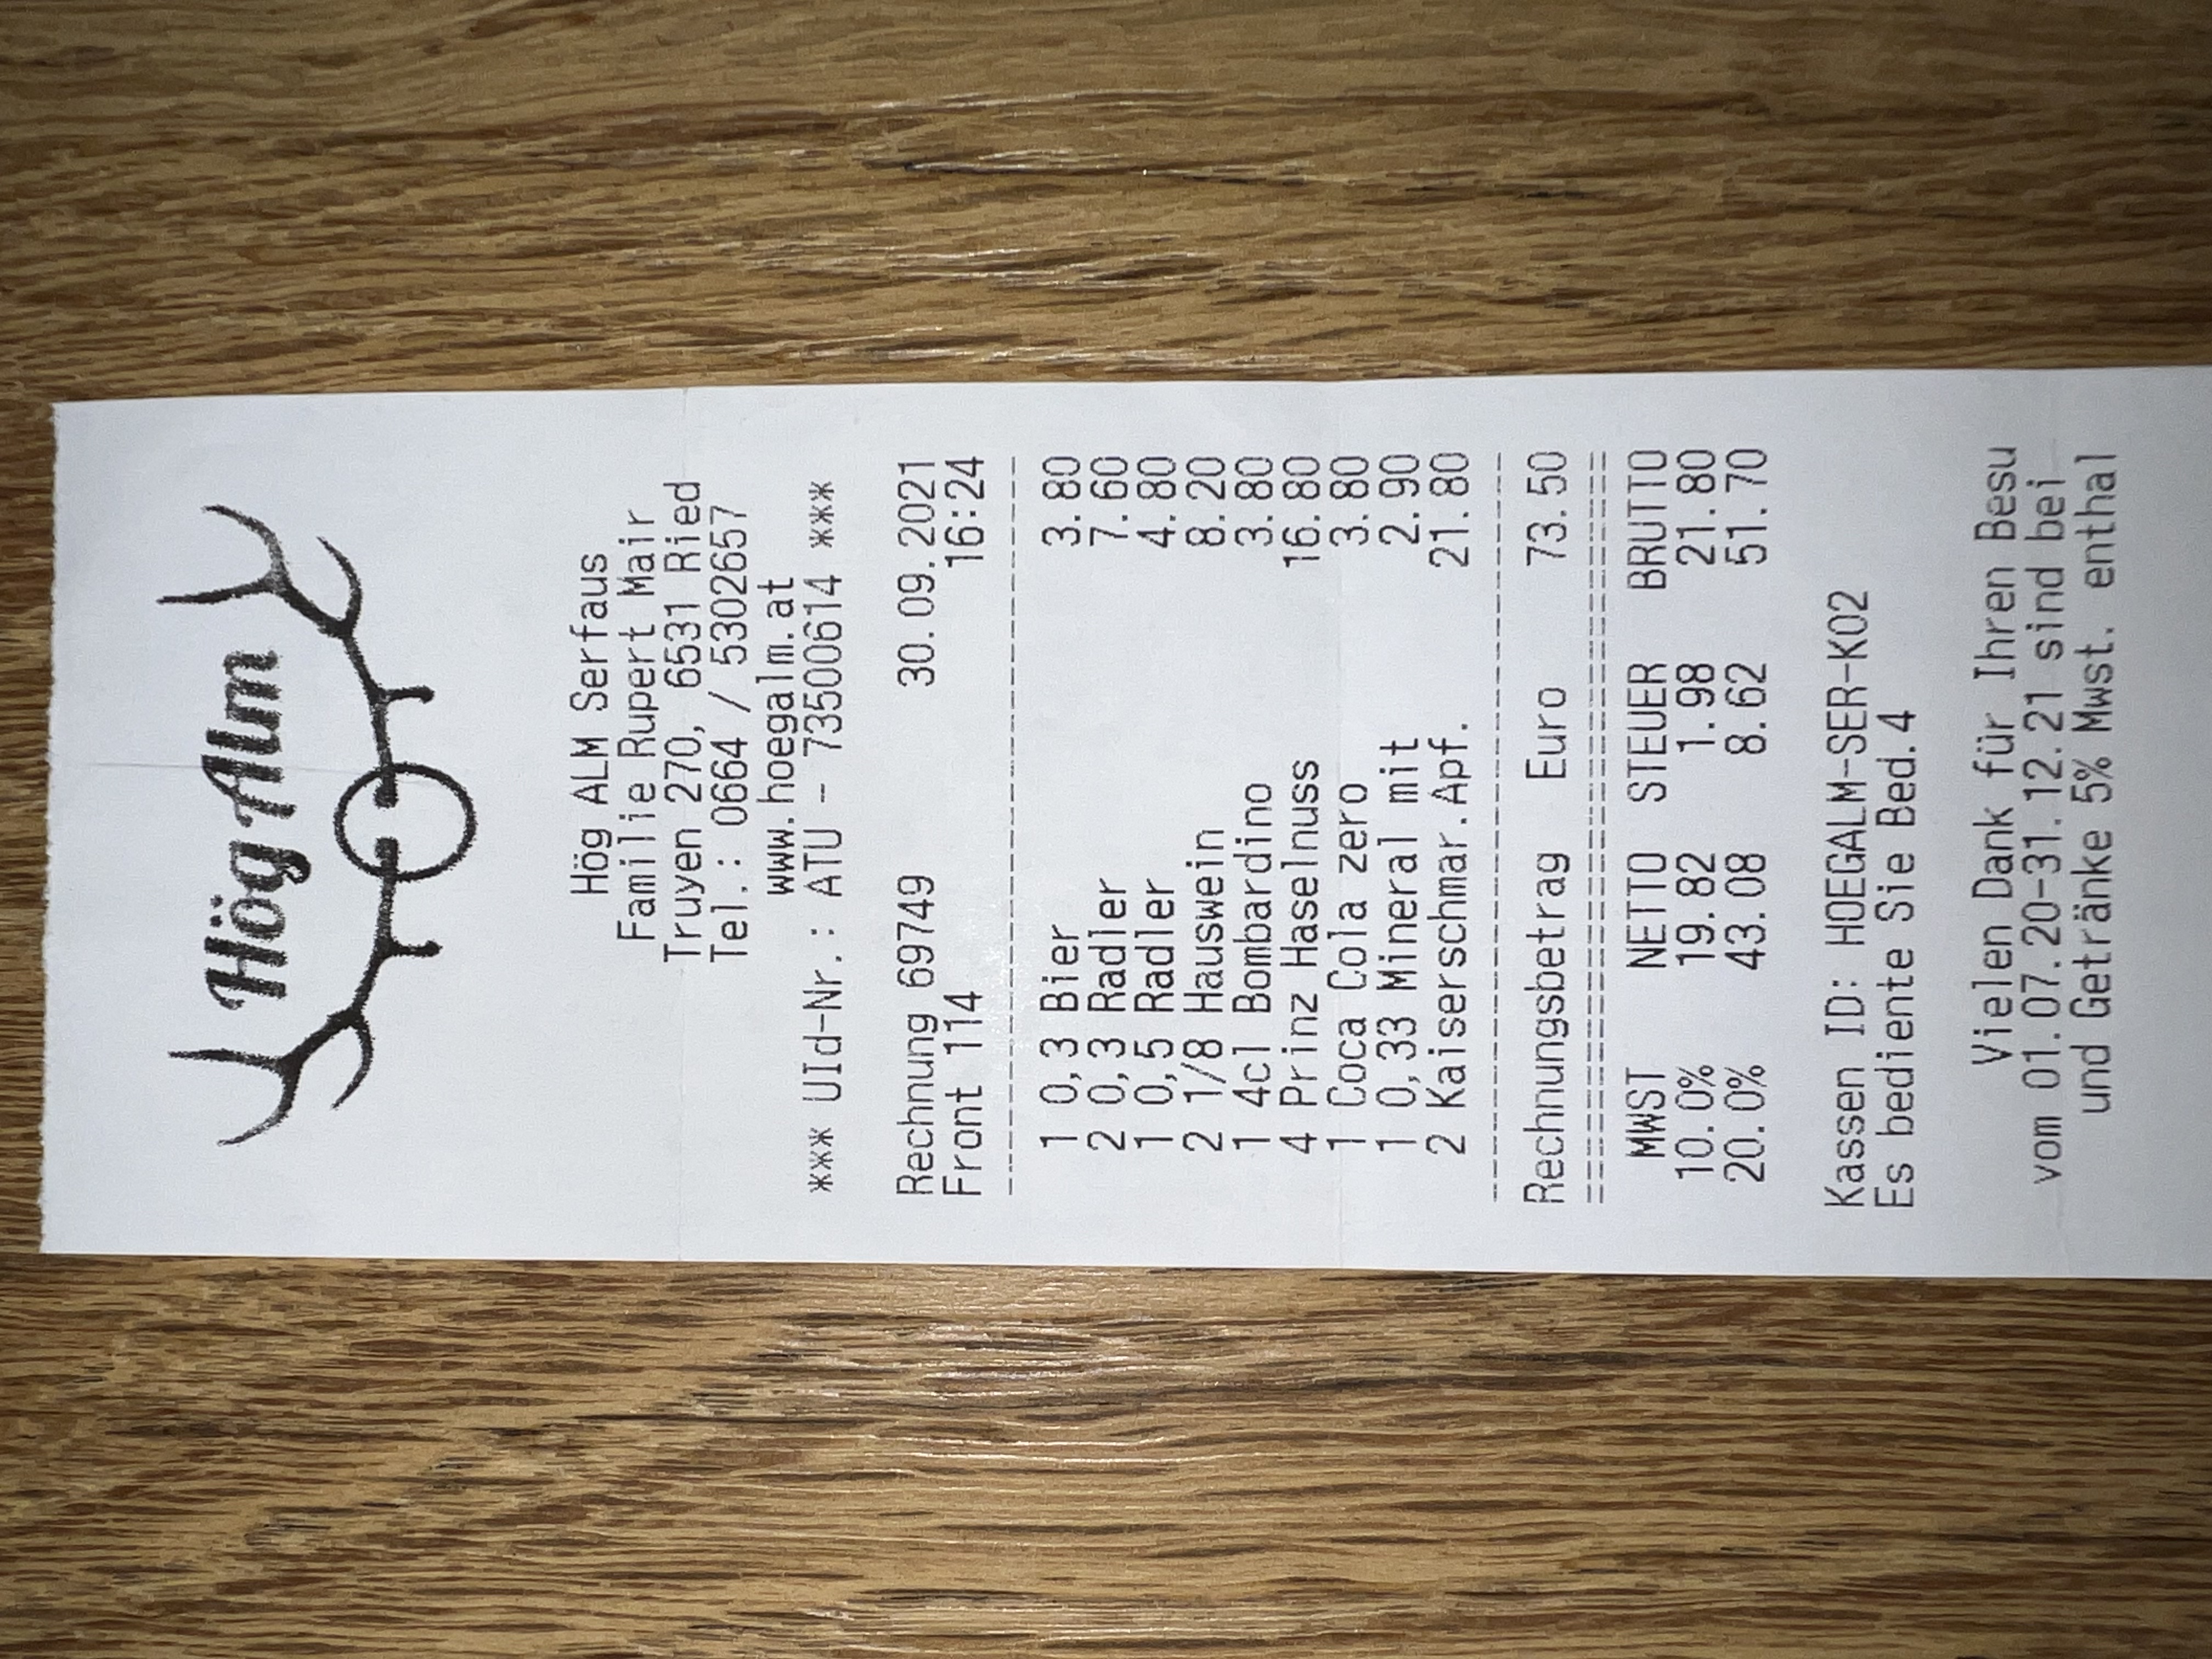 Hög Alm
Hög ALM Serfaus
Familie Rupert Mair
Truyen 270, 6531 Ried
Tel.: 0664 / 5302657
www.hoegalm.at
*** UId-Nr.: ATU - 73500614 ***
Rechnung 69749 30.09.2021
Front 114 16:24
1 0,3 Bier 3.80
2 0,3 Radler 7.60
1 0,5 Radler 4.80
2 1/8 Hauswein 8.20
1 4cl Bombardino 3.80
4 Prinz Haselnuss 16.80
1 Coca Cola zero 3.80
1 0,33 Mineral mit 2.90
2 Kaiserschmar.Apf. 21.80
Rechnungsbetrag Euro 73.50
MWST NETTO STEUER BRUTTO
10.0% 19.82 1.98 21.80
20.0% 43.08 8.62 51.70
Kassen ID: HOEGALM-SER-K02
Es bediente Sie Bed.4
Vielen Dank für Ihren Besu
vom 01.07.20-31.12.21 sind bei
und Getränke 5% Mwst. enthal